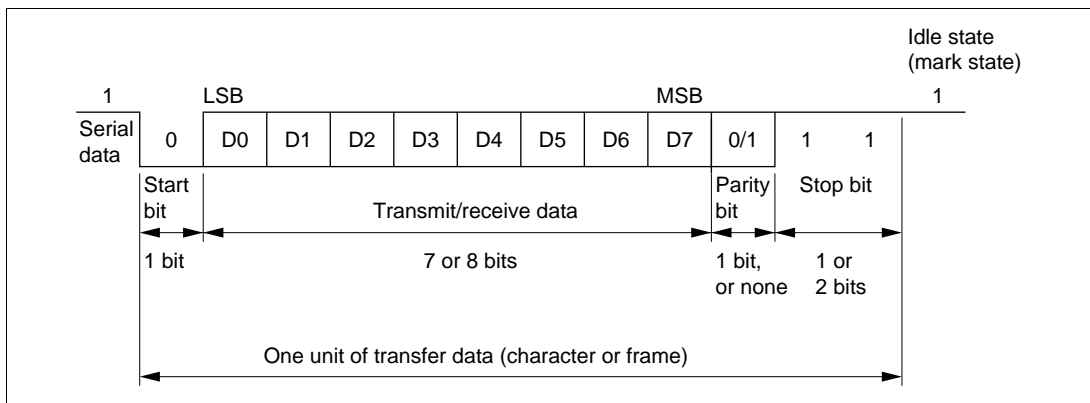 Idle state
(mark state)
1 LSB MSB 1
Serial
data
0 D0 D1 D2 D3 D4 D5 D6 D7 0/1 1 1
Start
bit
Transmit/receive data
Parity
bit
Stop bit
1 bit
7 or 8 bits
1 bit,
or none
1 or
2 bits
One unit of transfer data (character or frame)